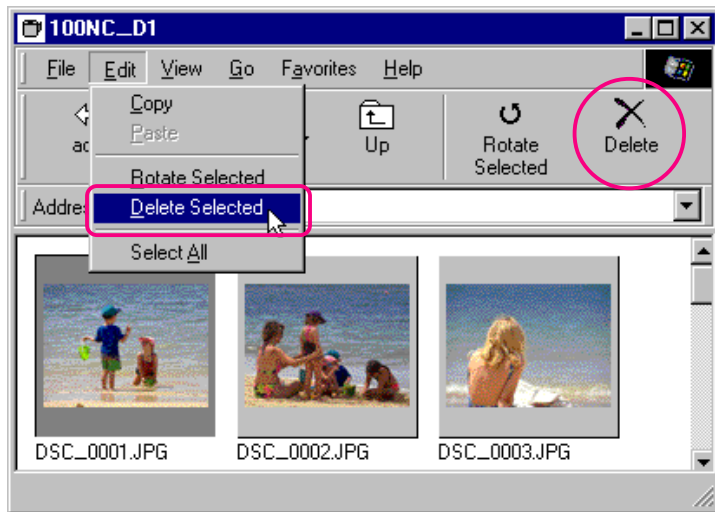 100NC_D1
File Edit View Go Favorites Help
Copy
Paste
Rotate Selected
Delete Selected
Select All
Up
Rotate
Selected
Delete
DSC_0001.JPG DSC_0002.JPG DSC_0003.JPG